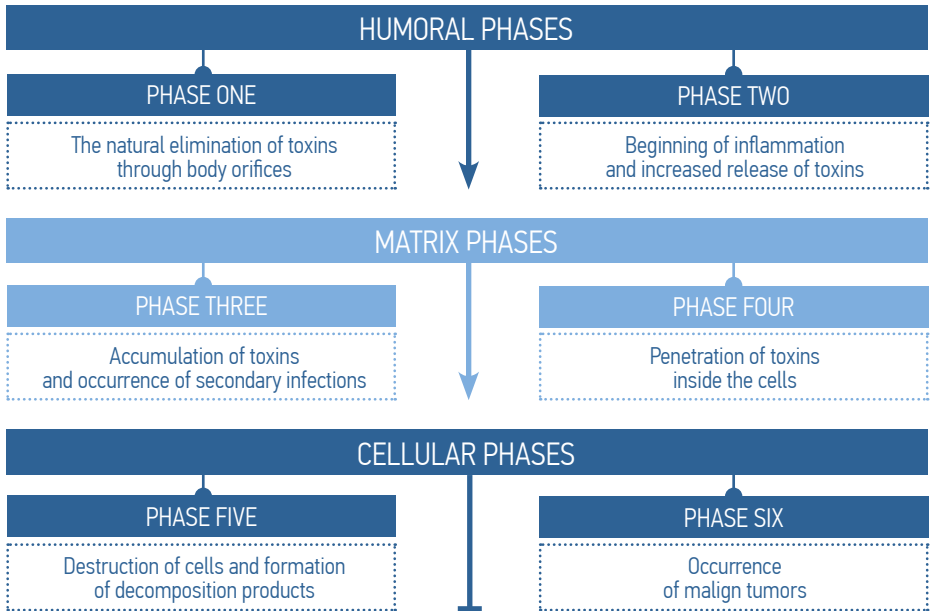 HUMORAL PHASES
PHASE ONE
The natural elimination of toxins
through body orifices
PHASE TWO
Beginning of inflammation
and increased release of toxins
MATRIX PHASES
PHASE THREE
Accumulation of toxins
and occurrence of secondary infections
PHASE FOUR
Penetration of toxins
inside the cells
CELLULAR PHASES
PHASE FIVE
Destruction of cells and formation
of decomposition products
PHASE SIX
Occurrence
of malign tumors